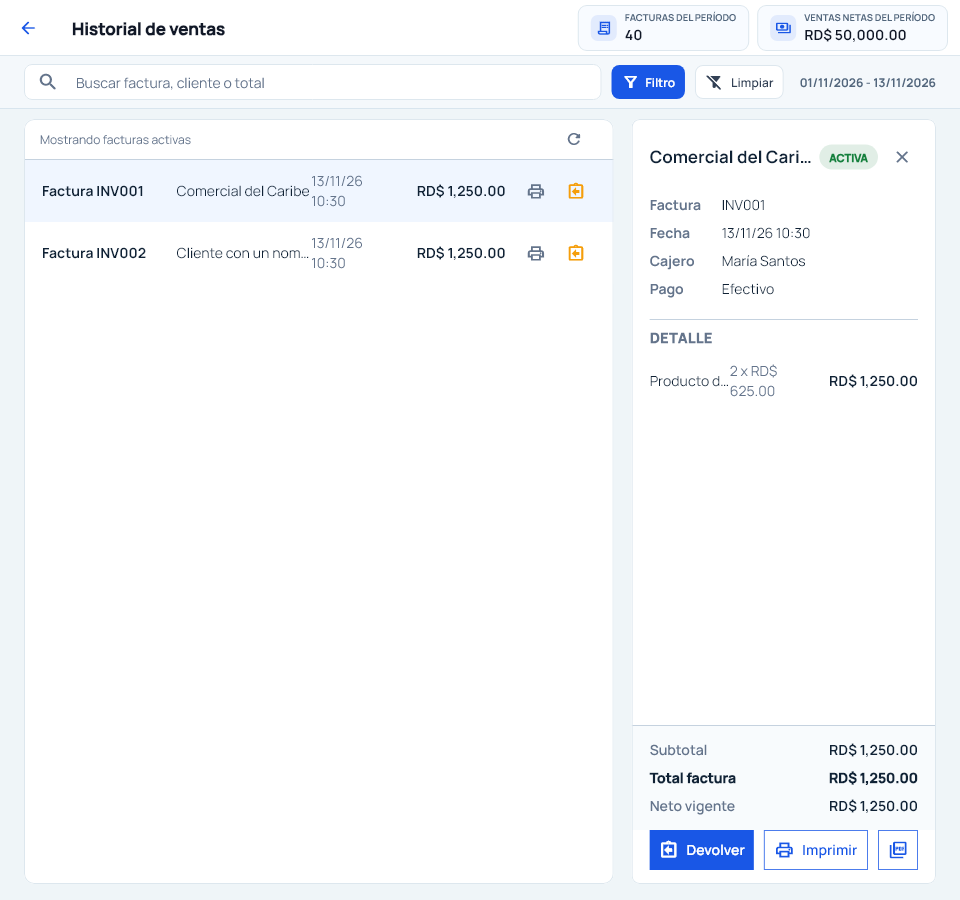 Historial de ventas
FACTURAS DEL PERÍODO
40
VENTAS NETAS DEL PERÍODO
RD$ 50,000.00
Buscar factura, cliente o total
Filtro
Limpiar
01/11/2026 - 13/11/2026
Mostrando facturas activas
Factura INV001
Comercial del Caribe
13/11/26
10:30
RD$ 1,250.00
Factura INV002
Cliente con un nom...
13/11/26
10:30
RD$ 1,250.00
Comercial del Cari...
ACTIVA
Factura INV001
Fecha 13/11/26 10:30
Cajero María Santos
Pago Efectivo
DETALLE
Producto d...
2 x RD$
625.00
RD$ 1,250.00
Subtotal RD$ 1,250.00
Total factura RD$ 1,250.00
Neto vigente RD$ 1,250.00
Devolver
Imprimir
PDF